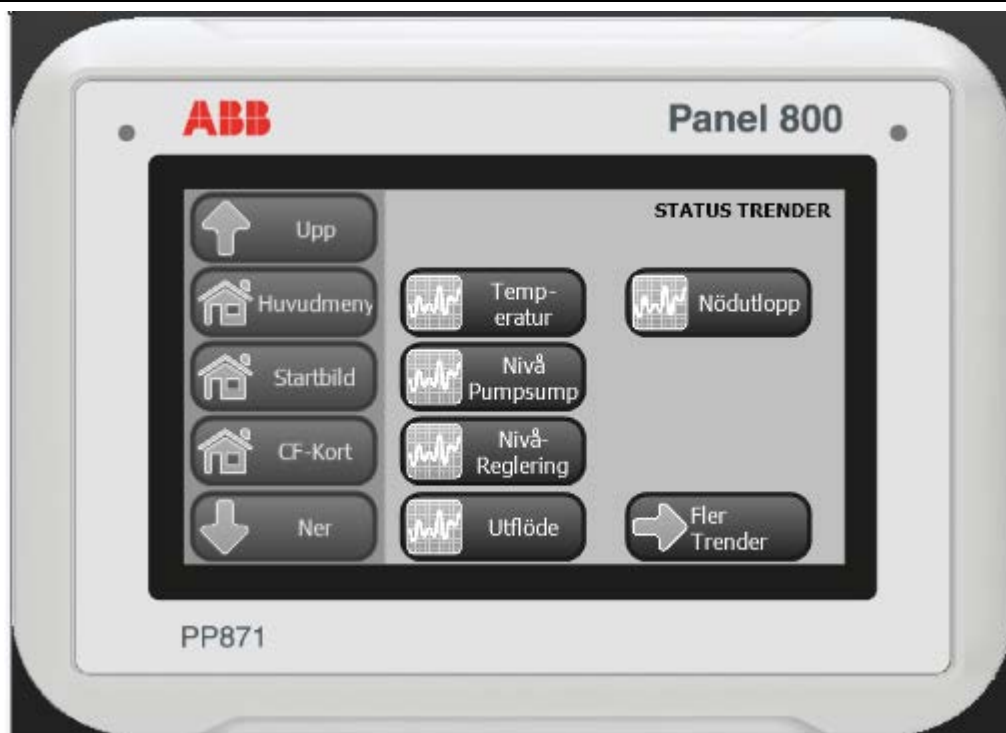 ABB
Panel 800
STATUS TRENDER
Upp
Huvudmeny
Startbild
CF-Kort
Ner
Temp-
eratur
Nivå
Pumpsump
Nivå-
Reglering
Utflöde
Nödutlopp
Fler
Trender
PP871